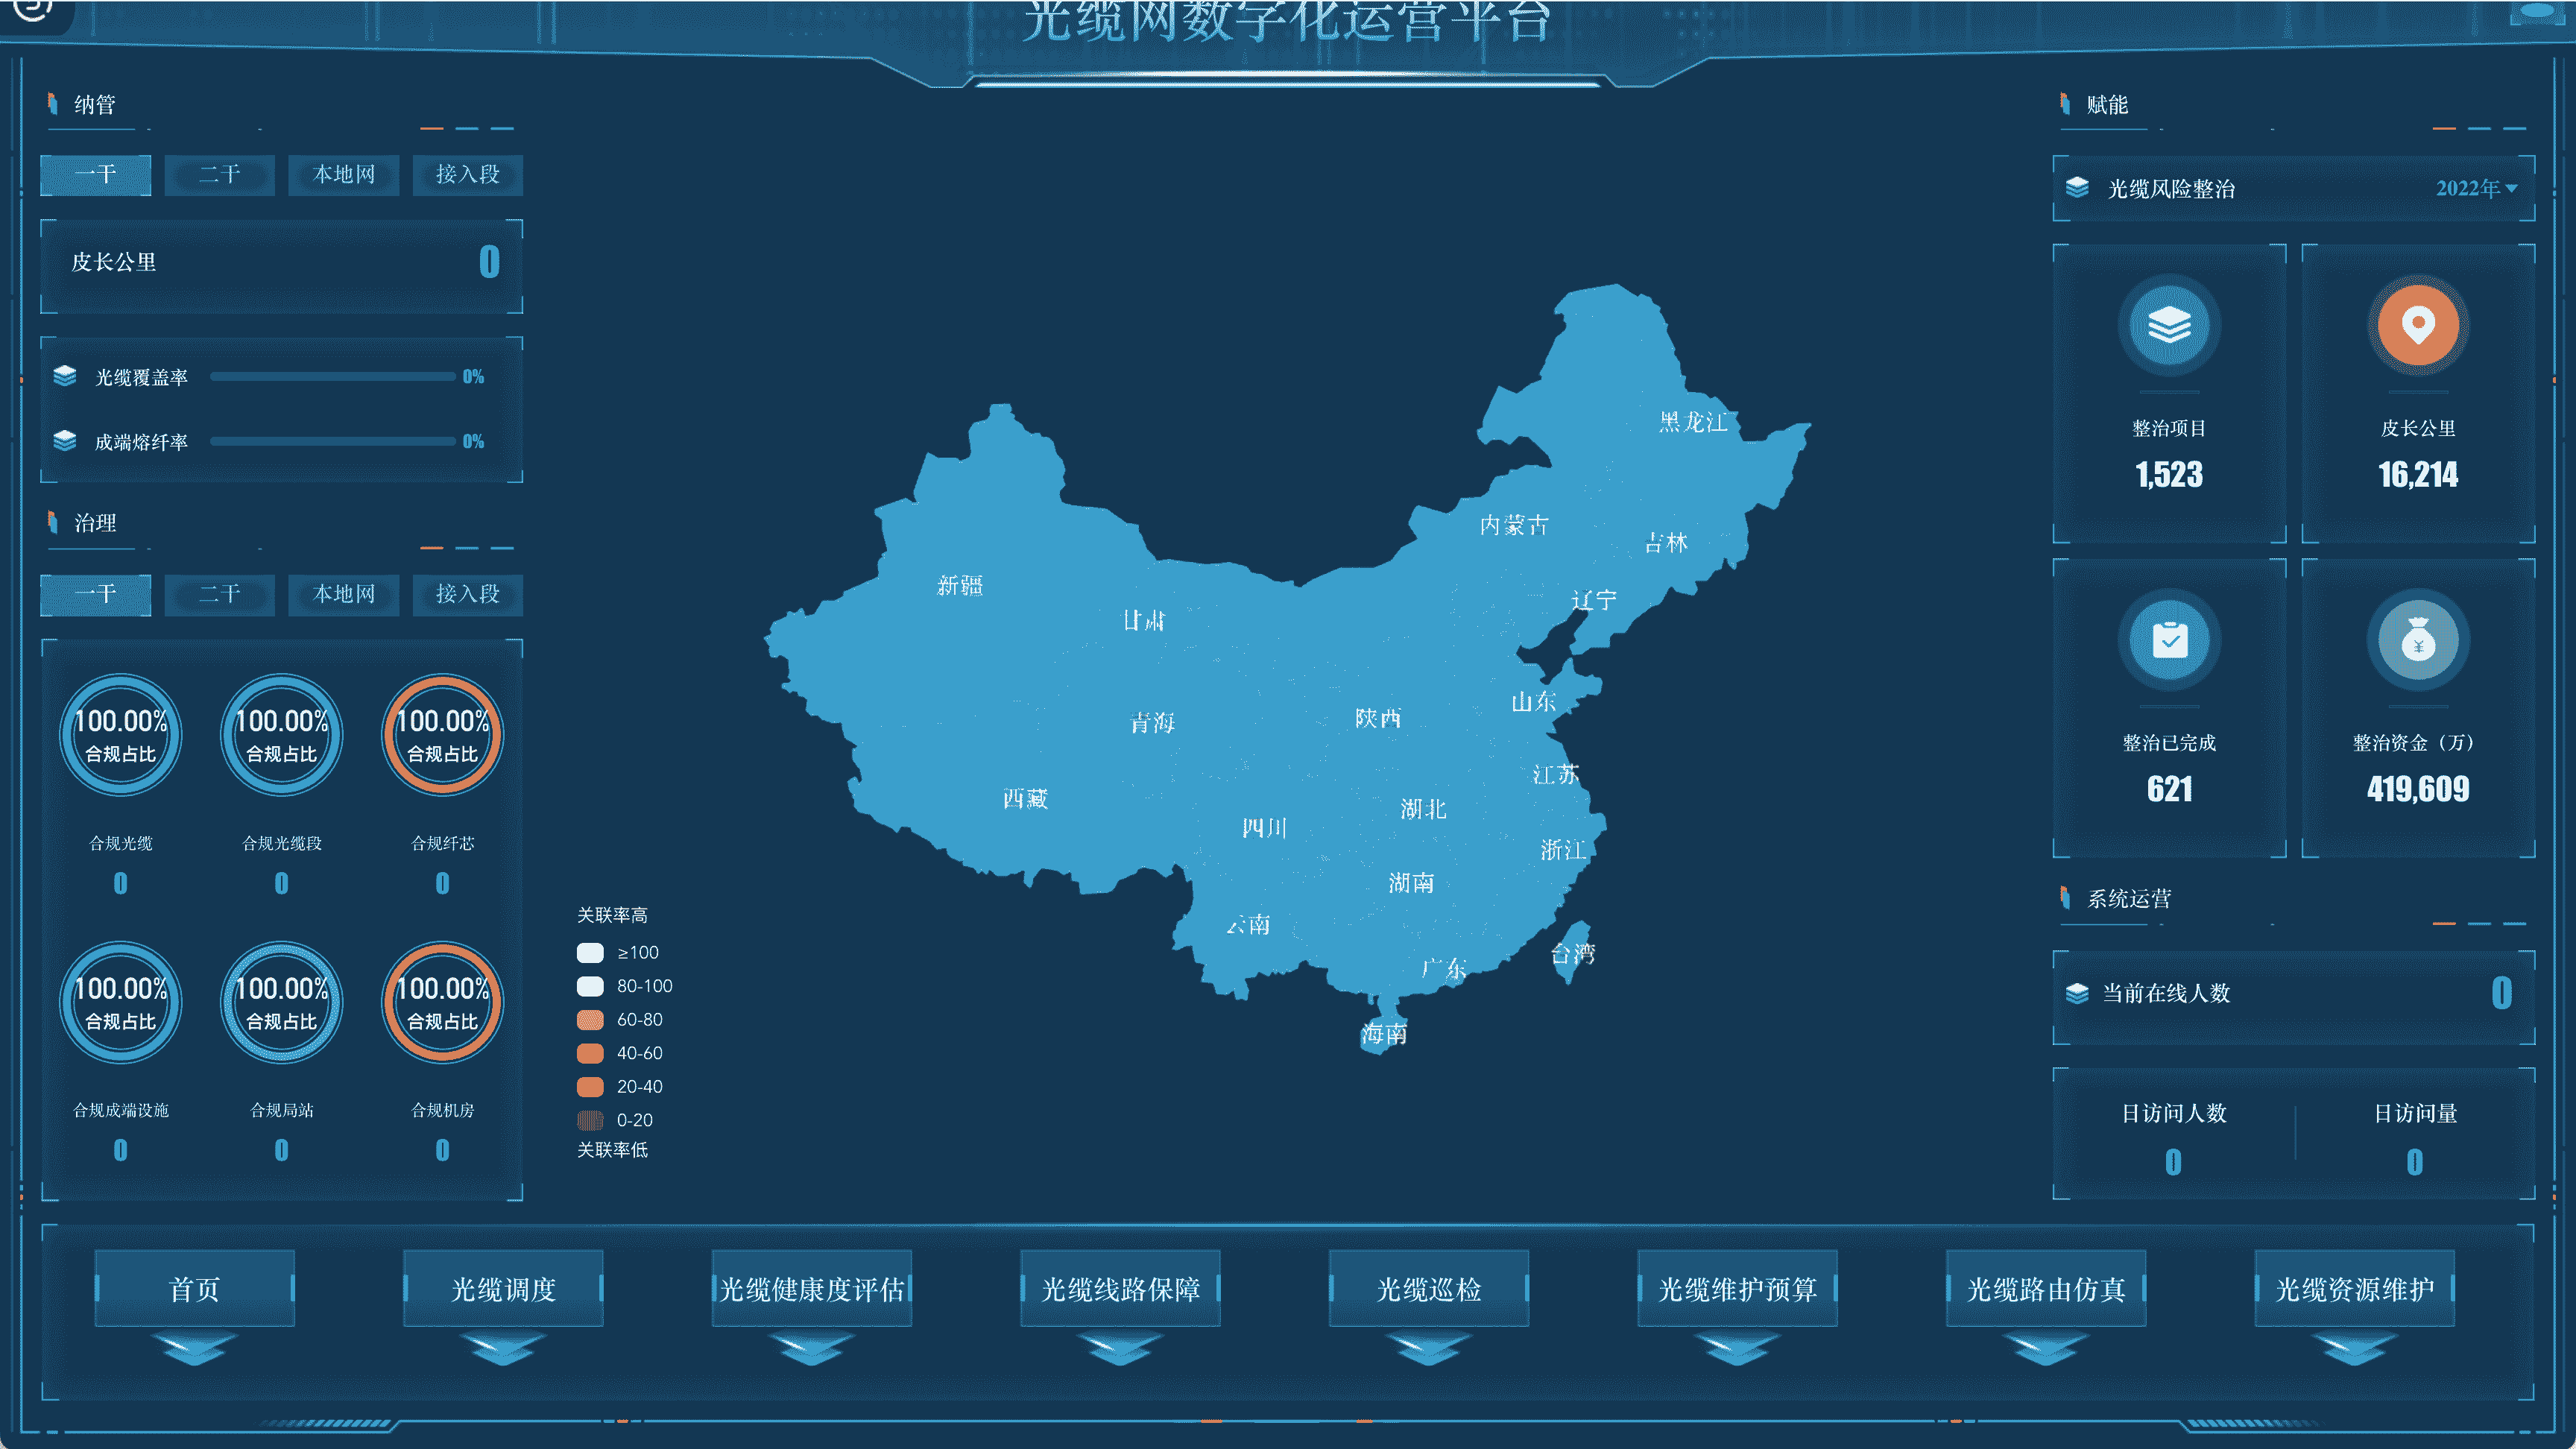 光缆网数字化运营平台
纳管
一干 二干 本地网 接入段
皮长公里 0
光缆覆盖率 0%
成端熔纤率 0%
治理
一干 二干 本地网 接入段
100.00% 100.00% 100.00%
合规占比 合规占比 合规占比
合规光缆 合规光缆段 合规纤芯
0 0 0
100.00% 100.00% 100.00%
合规占比 合规占比 合规占比
合规成端设施 合规局站 合规机房
0 0 0
关联率高
≥100
80-100
60-80
40-60
20-40
0-20
关联率低
黑龙江
内蒙古
吉林
新疆
辽宁
甘肃
山东
陕西
青海
江苏
西藏
湖北
四川
浙江
湖南
云南
台湾
广东
海南
赋能
光缆风险整治 2022年
整治项目 皮长公里
1,523 16,214
整治已完成 整治资金（万）
621 419,609
系统运营
当前在线人数 0
日访问人数 日访问量
0 0
首页 光缆调度 光缆健康度评估 光缆线路保障 光缆巡检 光缆维护预算 光缆路由仿真 光缆资源维护